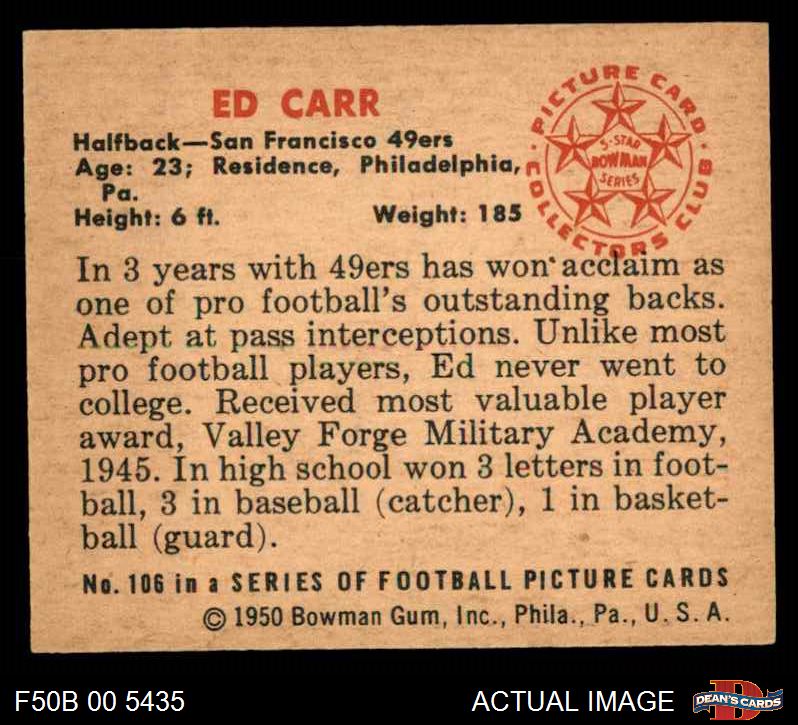 ED CARR
Halfback—San Francisco 49ers
Age: 23; Residence, Philadelphia,
Pa.
Height: 6 ft. Weight: 185
PICTURE CARD
COLLECTORS CLUB
5-STAR
BOWMAN
SERIES
In 3 years with 49ers has won acclaim as
one of pro football's outstanding backs.
Adept at pass interceptions. Unlike most
pro football players, Ed never went to
college. Received most valuable player
award, Valley Forge Military Academy,
1945. In high school won 3 letters in foot-
ball, 3 in baseball (catcher), 1 in basket-
ball (guard).
No. 106 in a SERIES OF FOOTBALL PICTURE CARDS
© 1950 Bowman Gum, Inc., Phila., Pa., U. S. A.
F50B 00 5435 ACTUAL IMAGE
DEAN'S CARDS